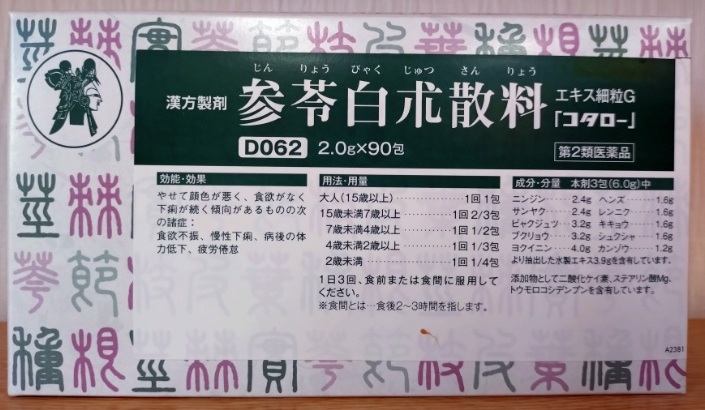 じんりょうびゃくじゅつさんりょう
漢方製剤
参苓白朮散料
エキス細粒G
「コタロー」
D062 2.0g×90包
第2類医薬品
効能・効果
やせて顔色が悪く、食欲がなく
下痢が続く傾向があるものの次
の諸症:
食欲不振、慢性下痢、病後の体
力低下、疲労倦怠
用法・用量
大人(15歳以上) 1回 1包
15歳未満7歳以上 1回 2/3包
7歳未満4歳以上 1回 1/2包
4歳未満2歳以上 1回 1/3包
2歳未満 1回 1/4包
1日3回、食前または食間に服用して
ください。
※食間とは…食後2〜3時間を指します。
成分・分量 本剤3包(6.0g)中
ニンジン 2.4g ヘンズ 1.6g
サンヤク 2.4g レンニク 1.6g
ビャクジュツ 3.2g キキョウ 1.6g
ブクリョウ 3.2g シュクシャ 1.6g
ヨクイニン 4.0g カンゾウ 1.2g
より抽出した水製エキス3.9gを含有しています。
添加物として二酸化ケイ素、ステアリン酸Mg、
トウモロコシデンプンを含有しています。
A2381